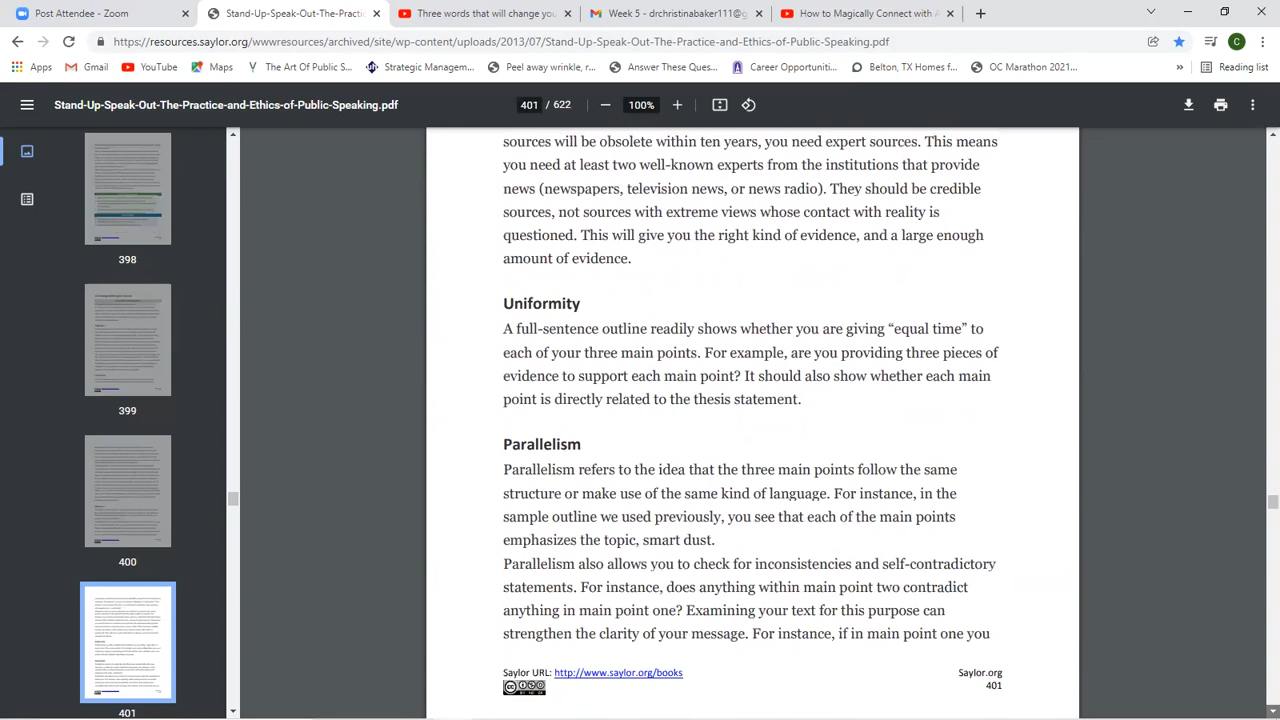 Post Attendee - Zoom
Stand-Up-Speak-Out-The-Practi
Three words that will change you
Week 5 - drchristinabaker111@g
How to Magically Connect with A
https://resources.saylor.org/wwwresources/archived/site/wp-content/uploads/2013/07/Stand-Up-Speak-Out-The-Practice-and-Ethics-of-Public-Speaking.pdf
C
Apps
Gmail
YouTube
Maps
The Art Of Public S...
Strategic Managem...
Peel away wrinkle, r...
Answer These Que...
Career Opportuni...
Belton, TX Homes f...
OC Marathon 2021...
»
Reading list
Stand-Up-Speak-Out-The-Practice-and-Ethics-of-Public-Speaking.pdf
401 / 622
100%
398
399
400
401
sources will be obsolete within ten years, you need expert sources. This means
you need at least two well-known experts from the institutions that provide
news (newspapers, television news, or news radio). They should be credible
sources, not sources with extreme views whose contact with reality is
questioned. This will give you the right kind of evidence, and a large enough
amount of evidence.
Uniformity
A full-sentence outline readily shows whether you are giving “equal time” to
each of your three main points. For example, are you providing three pieces of
evidence to support each main point? It should also show whether each main
point is directly related to the thesis statement.
Parallelism
Parallelism refers to the idea that the three main points follow the same
structure or make use of the same kind of language. For instance, in the
sample outline we used previously, you see that each of the main points
emphasizes the topic, smart dust.
Parallelism also allows you to check for inconsistencies and self-contradictory
statements. For instance, does anything within main point two contradict
anything in main point one? Examining your text for this purpose can
strengthen the clarity of your message. For instance, if in main point one you
Saylor URL: http://www.saylor.org/books
Saylor.org
401